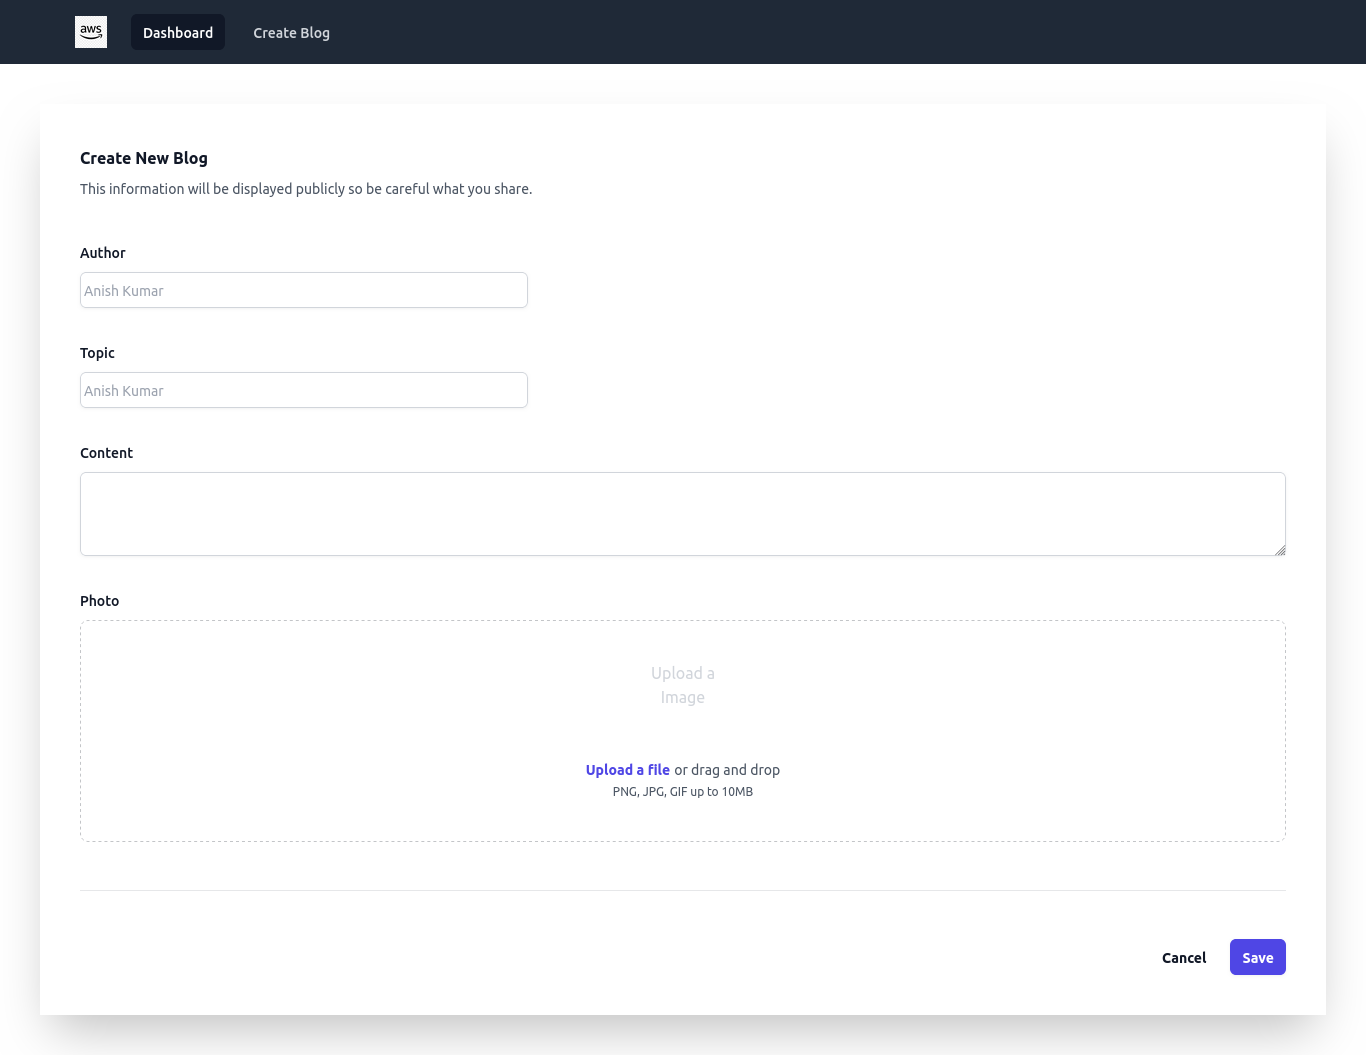 aws
Dashboard
Create Blog
Create New Blog
This information will be displayed publicly so be careful what you share.
Author
Anish Kumar
Topic
Anish Kumar
Content
Photo
Upload a
Image
Upload a file or drag and drop
PNG, JPG, GIF up to 10MB
Cancel
Save